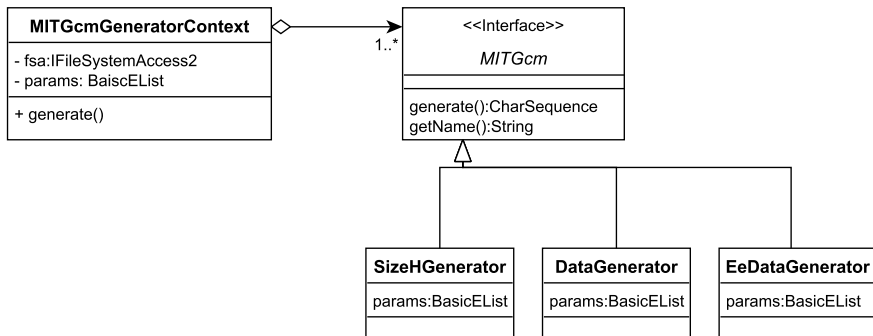 MITGcmGeneratorContext
- fsa:IFileSystemAccess2
- params: BaiscEList
+ generate()
1..*
<<Interface>>
MITGcm
generate():CharSequence
getName():String
SizeHGenerator
params:BasicEList
DataGenerator
params:BasicEList
EeDataGenerator
params:BasicEList